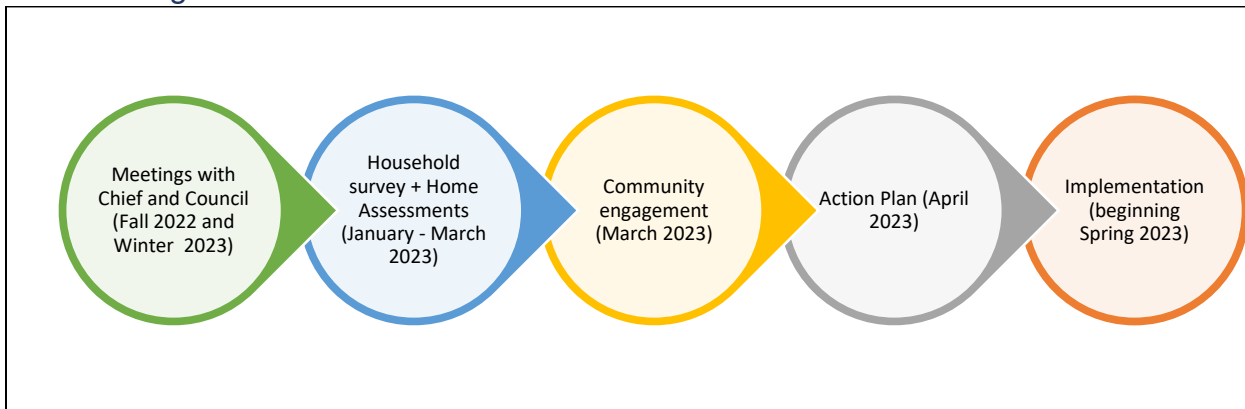 Meetings with
Chief and Council
(Fall 2022 and
Winter  2023)
Household
survey + Home
Assessments
(January - March
2023)
Community
engagement
(March 2023)
Action Plan (April
2023)
Implementation
(beginning
Spring 2023)